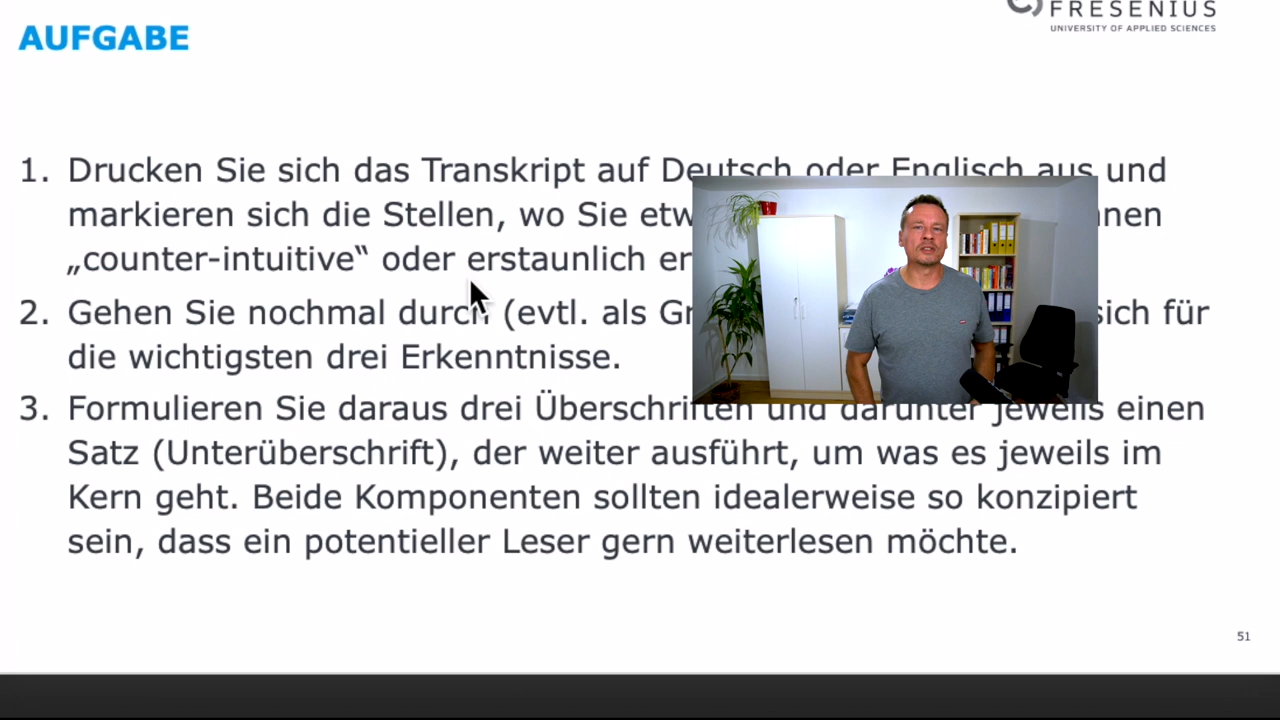 FRESENIUS
UNIVERSITY OF APPLIED SCIENCES
AUFGABE
1. Drucken Sie sich das Transkript auf Deutsch oder Englisch aus und
markieren sich die Stellen, wo Sie
„counter-intuitive“ oder erstaunlich
2. Gehen Sie nochmal durch (evtl. als sich für
die wichtigsten drei Erkenntnisse.
3. Formulieren Sie daraus drei Überschriften und darunter jeweils einen
Satz (Unterüberschrift), der weiter ausführt, um was es jeweils im
Kern geht. Beide Komponenten sollten idealerweise so konzipiert
sein, dass ein potentieller Leser gern weiterlesen möchte.
51